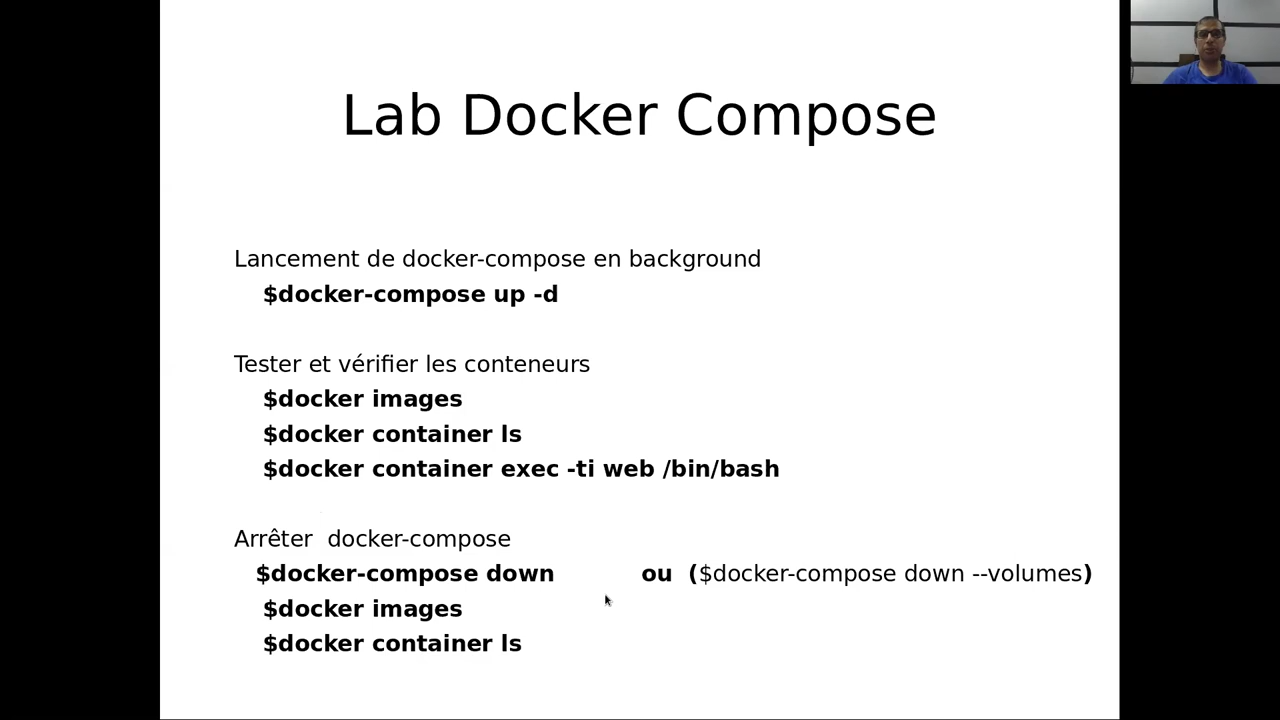 Lab Docker Compose
Lancement de docker-compose en background
$docker-compose up -d
Tester et vérifier les conteneurs
$docker images
$docker container ls
$docker container exec -ti web /bin/bash
Arrêter  docker-compose
$docker-compose down ou ($docker-compose down --volumes)
$docker images
$docker container ls